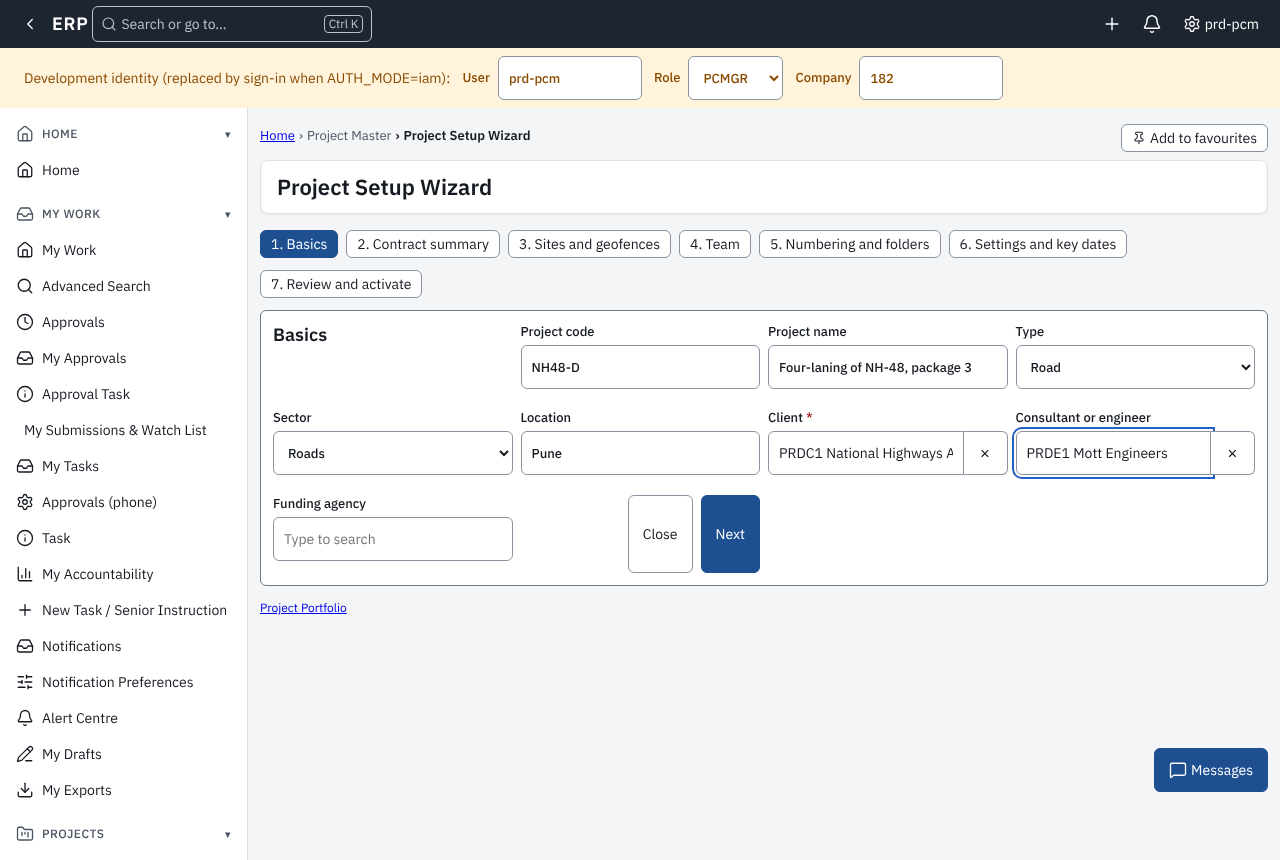 ERP
Search or go to...
Ctrl K
prd-pcm
Development identity (replaced by sign-in when AUTH_MODE=iam):
User
prd-pcm
Role
PCMGR
Company
182
HOME
Home
MY WORK
My Work
Advanced Search
Approvals
My Approvals
Approval Task
My Submissions & Watch List
My Tasks
Approvals (phone)
Task
My Accountability
New Task / Senior Instruction
Notifications
Notification Preferences
Alert Centre
My Drafts
My Exports
PROJECTS
Home › Project Master › Project Setup Wizard
Add to favourites
Project Setup Wizard
1. Basics
2. Contract summary
3. Sites and geofences
4. Team
5. Numbering and folders
6. Settings and key dates
7. Review and activate
Basics
Project code
NH48-D
Project name
Four-laning of NH-48, package 3
Type
Road
Sector
Roads
Location
Pune
Client *
PRDC1 National Highways A
×
Consultant or engineer
PRDE1 Mott Engineers
×
Funding agency
Type to search
Close
Next
Project Portfolio
Messages